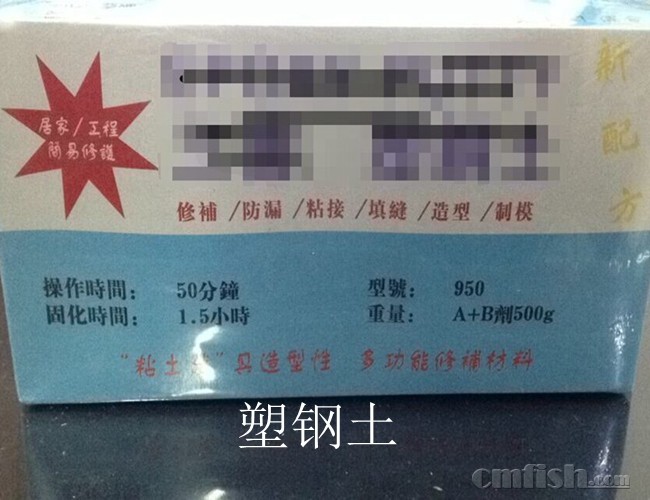 新配方
居家/工程
簡易修護
修補/防漏/粘接/填縫/造型/制模
操作時間： 50分鐘 型號： 950
固化時間： 1.5小時 重量： A+B劑500g
"粘土 "具造型性 多功能修補材料
塑钢土
cmfish.com